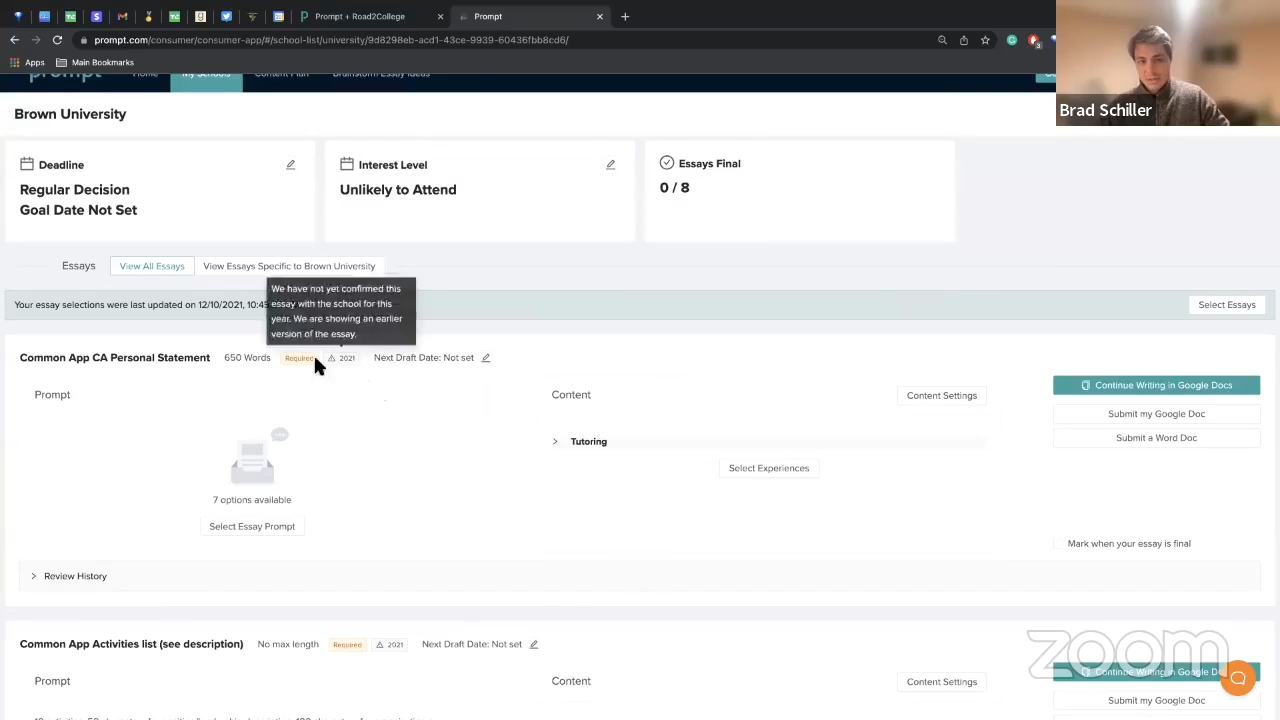 Prompt + Road2College
Prompt
prompt.com/consumer/consumer-app/#/school-list/university/9d8298eb-acd1-43ce-9939-60436fbb8cd6/
Apps
Main Bookmarks
Brad Schiller
prompt
Home
My Schools
Content Plan
Brainstorm Essay Ideas
Brown University
Deadline
Interest Level
Essays Final
Regular Decision
Goal Date Not Set
Unlikely to Attend
0 / 8
Essays
View All Essays
View Essays Specific to Brown University
We have not yet confirmed this
essay with the school for this
year. We are showing an earlier
version of the essay.
Your essay selections were last updated on 12/10/2021, 10:45
Select Essays
Common App CA Personal Statement 650 Words Required 2021 Next Draft Date: Not set
Prompt
Content
Content Settings
Continue Writing in Google Docs
Submit my Google Doc
Submit a Word Doc
Tutoring
Select Experiences
7 options available
Select Essay Prompt
Mark when your essay is final
Review History
Common App Activities list (see description) No max length Required 2021 Next Draft Date: Not set
Prompt
Content
Content Settings
Continue Writing in Google Do
Submit my Google Doc
zoom